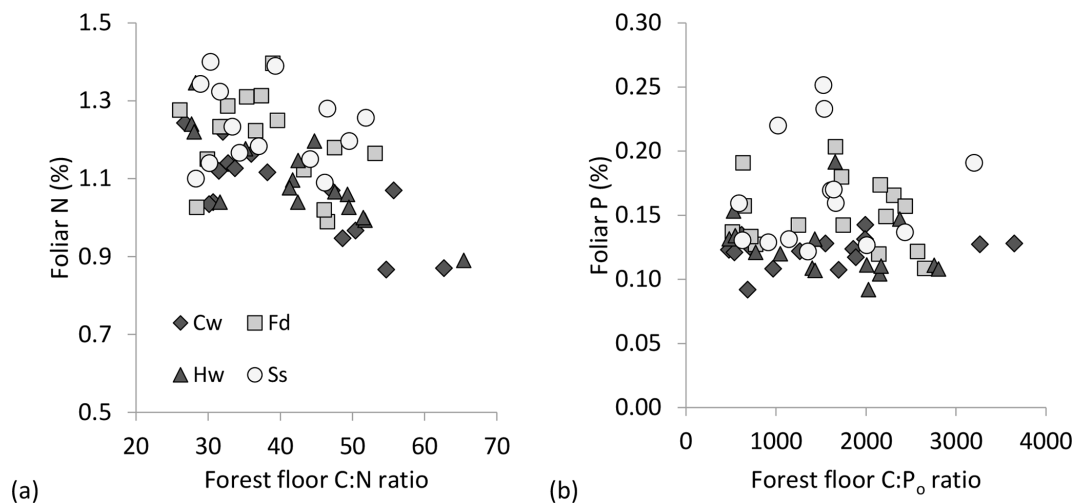 1.5
1.3
1.1
0.9
0.7
0.5
Foliar N (%)
Cw
Fd
Hw
Ss
20 30 40 50 60 70
Forest floor C:N ratio
(a)
0.30
0.25
0.20
0.15
0.10
0.05
0.00
Foliar P (%)
0 1000 2000 3000 4000
Forest floor C:Po ratio
(b)